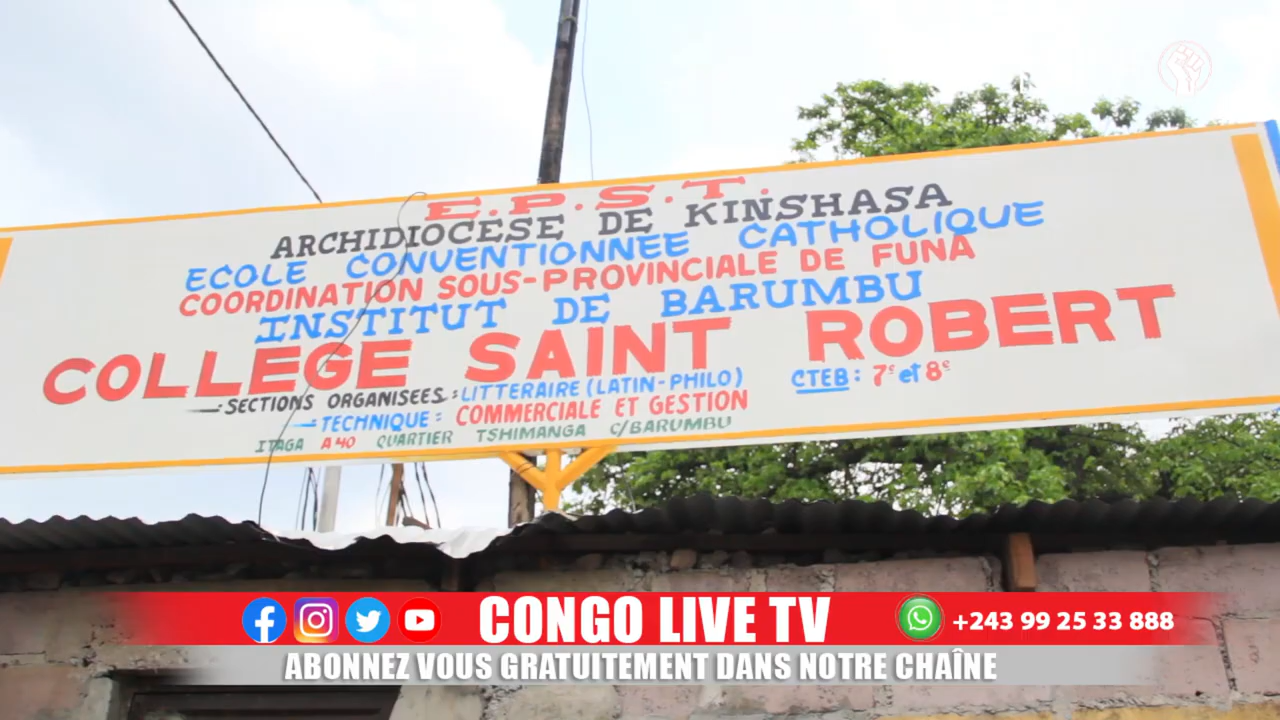 E.P.S.T.
ARCHIDIOCESE DE KINSHASA
ECOLE CONVENTIONNEE CATHOLIQUE
COORDINATION SOUS-PROVINCIALE DE FUNA
INSTITUT DE BARUMBU
COLLEGE SAINT ROBERT
SECTIONS ORGANISEES : LITTERAIRE (LATIN-PHILO) CTEB : 7e et 8e
TECHNIQUE : COMMERCIALE ET GESTION
ITAGA A40 QUARTIER TSHIMANGA C/BARUMBU
CONGO LIVE TV +243 99 25 33 888
ABONNEZ VOUS GRATUITEMENT DANS NOTRE CHAÎNE